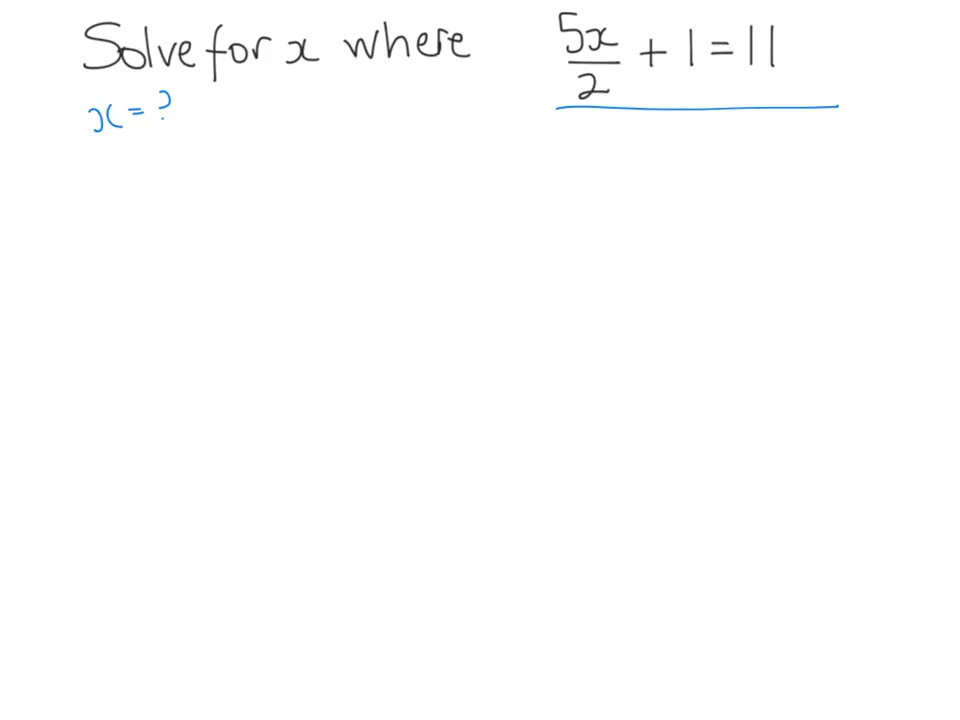 Solve for x where 5x/2 + 1 = 11
x = ?